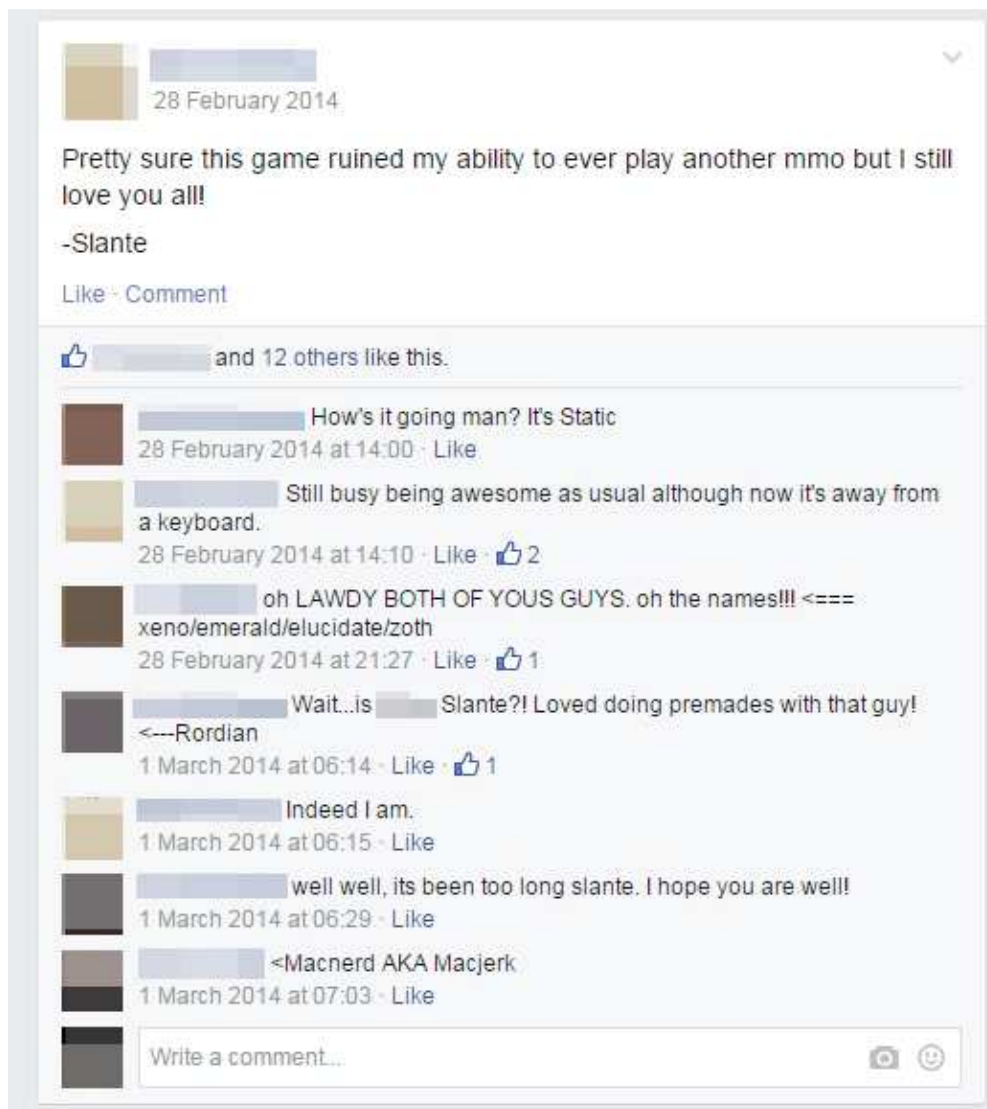 28 February 2014
Pretty sure this game ruined my ability to ever play another mmo but I still
love you all!
-Slante
Like · Comment
and 12 others like this.
How's it going man? It's Static
28 February 2014 at 14:00 · Like
Still busy being awesome as usual although now it's away from
a keyboard.
28 February 2014 at 14:10 · Like · 2
oh LAWDY BOTH OF YOUS GUYS. oh the names!!! <===
xeno/emerald/elucidate/zoth
28 February 2014 at 21:27 · Like · 1
Wait...is Slante?! Loved doing premades with that guy!
<---Rordian
1 March 2014 at 06:14 · Like · 1
Indeed I am.
1 March 2014 at 06:15 · Like
well well, its been too long slante. I hope you are well!
1 March 2014 at 06:29 · Like
<Macnerd AKA Macjerk
1 March 2014 at 07:03 · Like
Write a comment...